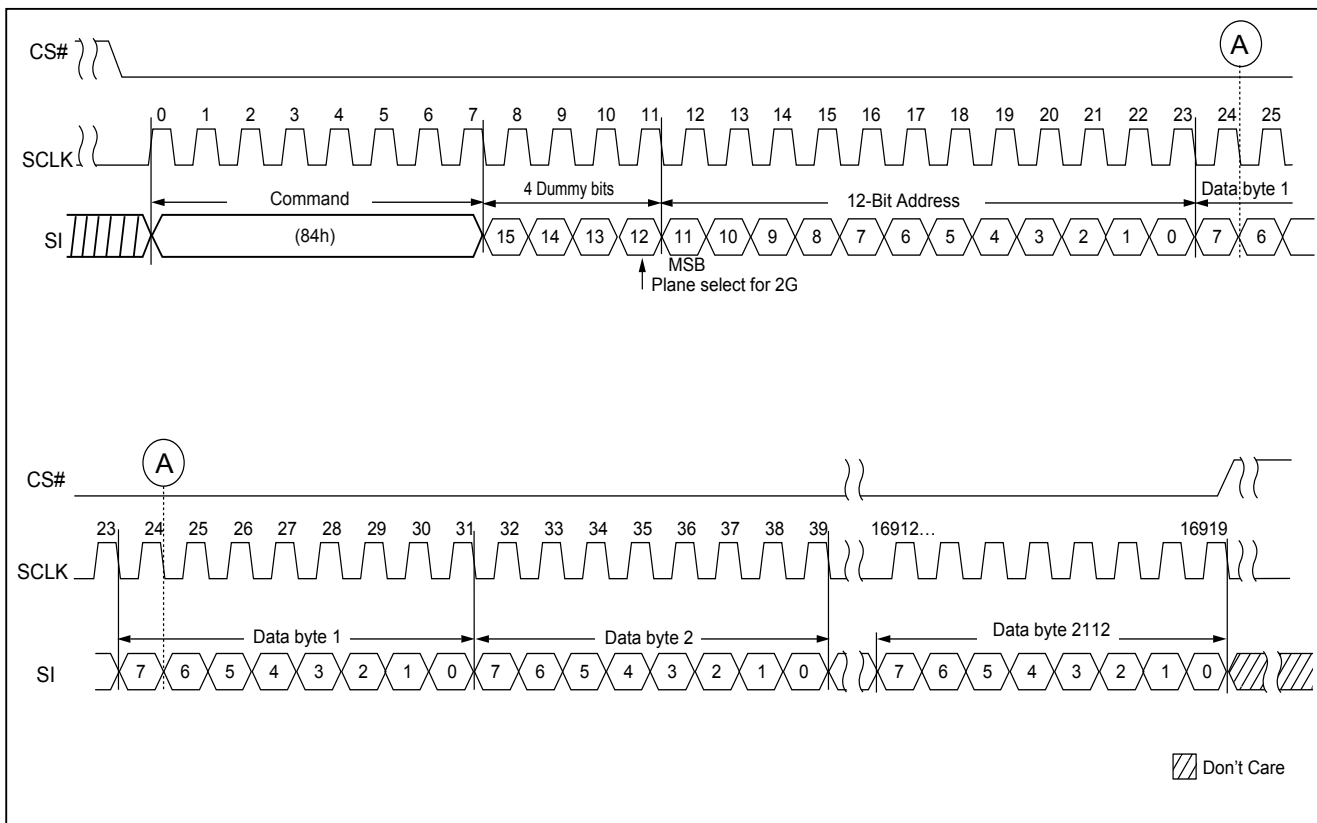 CS#
A
0 1 2 3 4 5 6 7 8 9 10 11 12 13 14 15 16 17 18 19 20 21 22 23 24 25
SCLK
Command 4 Dummy bits 12-Bit Address Data byte 1
SI (84h) 15 14 13 12 11 10 9 8 7 6 5 4 3 2 1 0 7 6
MSB
Plane select for 2G
A
CS#
23 24 25 26 27 28 29 30 31 32 33 34 35 36 37 38 39 16912... 16919
SCLK
Data byte 1 Data byte 2 Data byte 2112
SI 7 6 5 4 3 2 1 0 7 6 5 4 3 2 1 0 7 6 5 4 3 2 1 0
Don't Care